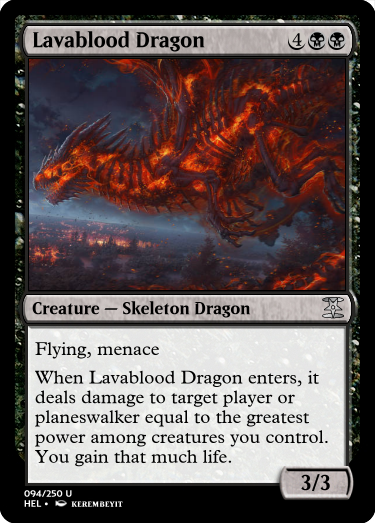 Lavablood Dragon 4
Creature — Skeleton Dragon
Flying, menace
When Lavablood Dragon enters, it
deals damage to target player or
planeswalker equal to the greatest
power among creatures you control.
You gain that much life.
3/3
094/250 U
HEL • KEREMBEYIT